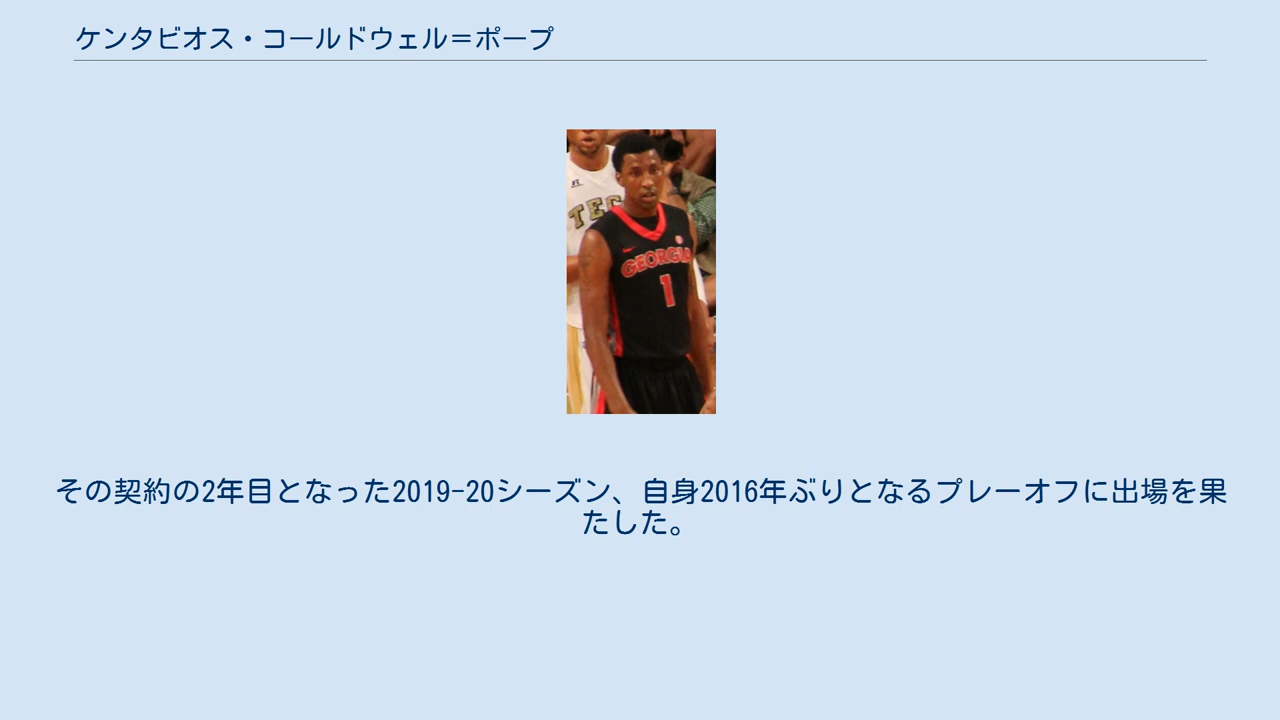 ケンタビオス・コールドウェル＝ポープ
TEC
GEORGIA
1
その契約の2年目となった2019-20シーズン、自身2016年ぶりとなるプレーオフに出場を果
たした。